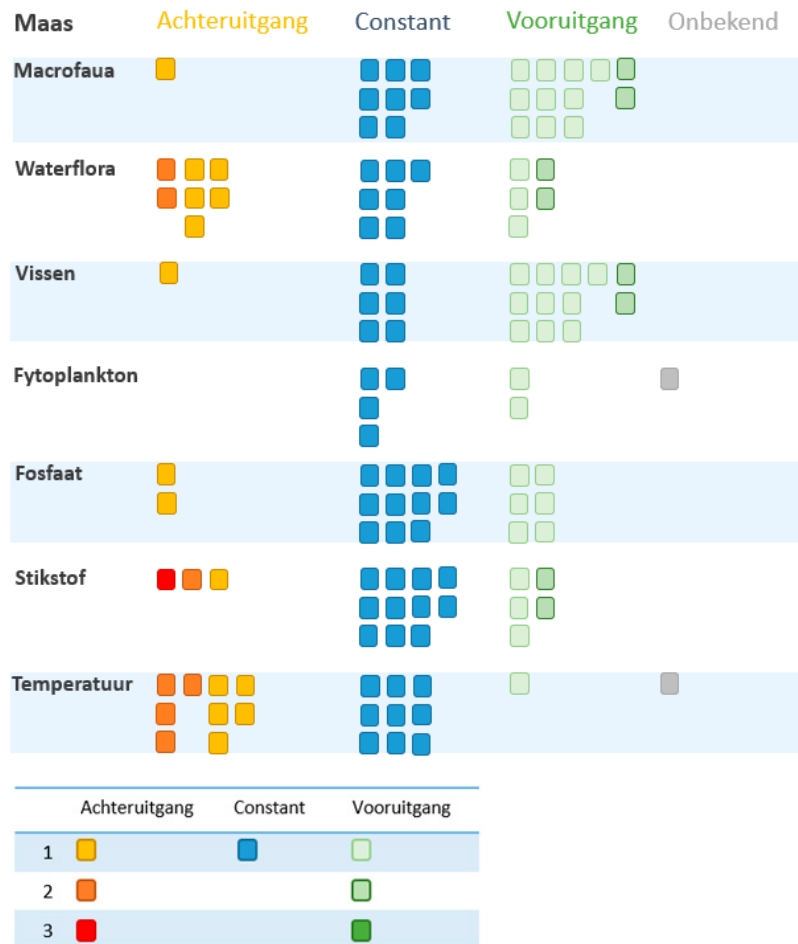 Maas Achteruitgang Constant Vooruitgang Onbekend
Macrofaua
Waterflora
Vissen
Fytoplankton
Fosfaat
Stikstof
Temperatuur
Achteruitgang Constant Vooruitgang
1
2
3